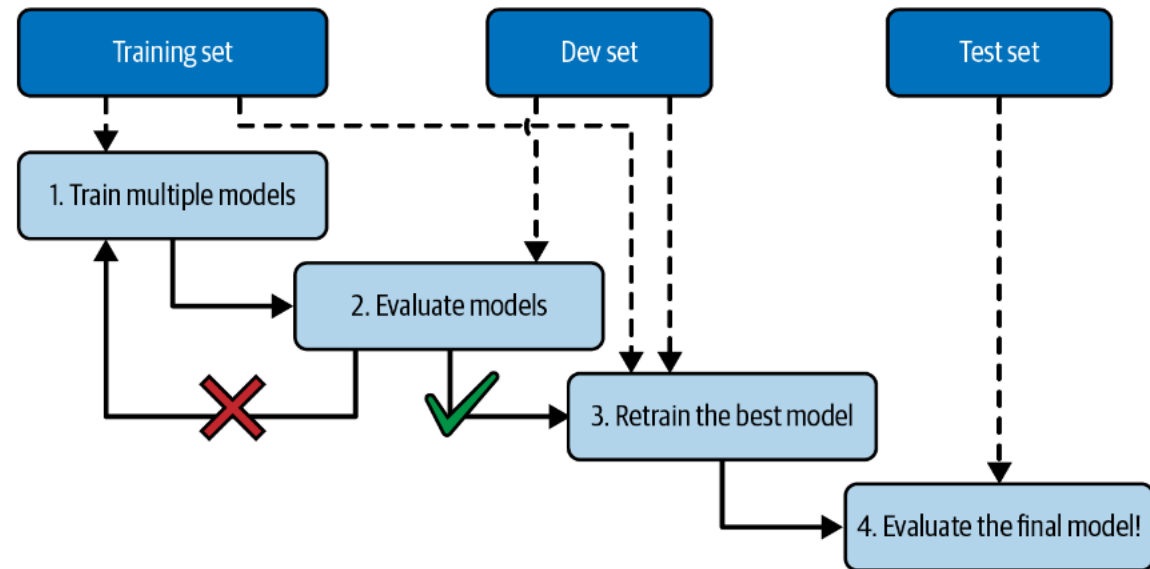 Training set
Dev set
Test set
1. Train multiple models
2. Evaluate models
3. Retrain the best model
4. Evaluate the final model!